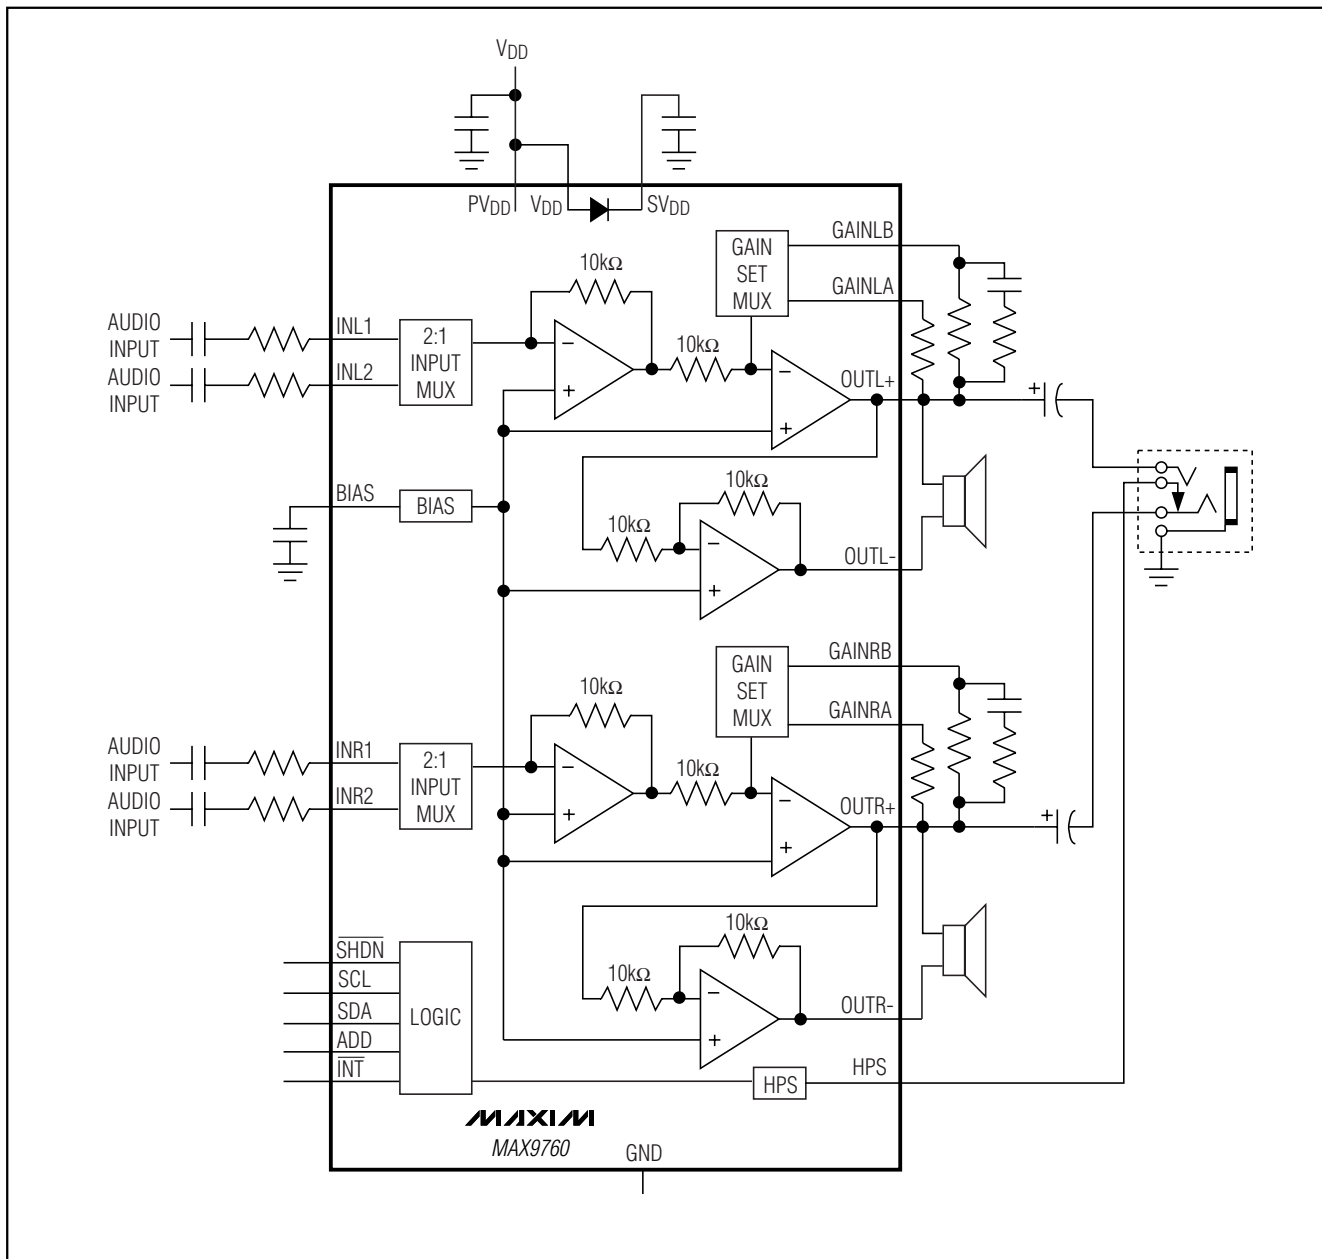 VDD
PVDD
VDD
SVDD
10kΩ
GAIN
SET
MUX
GAINLB
GAINLA
AUDIO
INPUT
INL1
2:1
INPUT
MUX
10kΩ
−
+
−
+
OUTL+
+
AUDIO
INPUT
INL2
BIAS
BIAS
10kΩ
10kΩ
−
+
OUTL-
10kΩ
GAIN
SET
MUX
GAINRB
GAINRA
AUDIO
INPUT
INR1
2:1
INPUT
MUX
10kΩ
−
+
−
+
OUTR+
+
AUDIO
INPUT
INR2
10kΩ
10kΩ
−
+
OUTR-
SHDN
SCL
SDA
ADD
INT
LOGIC
HPS
HPS
MAXIM
MAX9760
GND